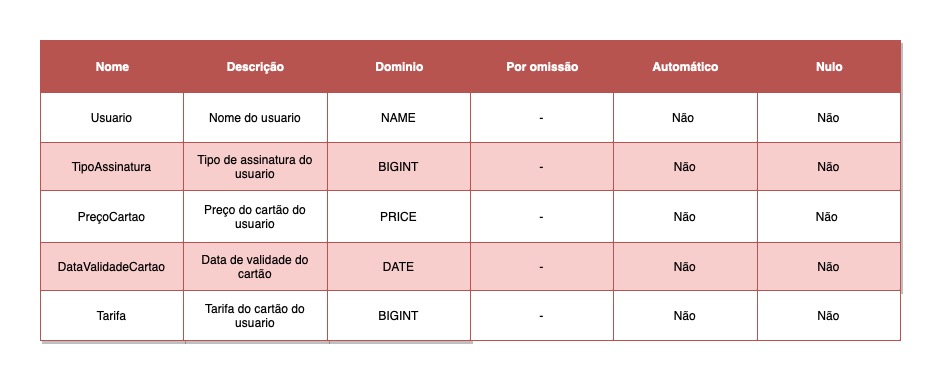 Nome Descrição Dominio Por omissão Automático Nulo
Usuario Nome do usuario NAME - Não Não
TipoAssinatura Tipo de assinatura do usuario BIGINT - Não Não
PreçoCartao Preço do cartão do usuario PRICE - Não Não
DataValidadeCartao Data de validade do cartão DATE - Não Não
Tarifa Tarifa do cartão do usuario BIGINT - Não Não